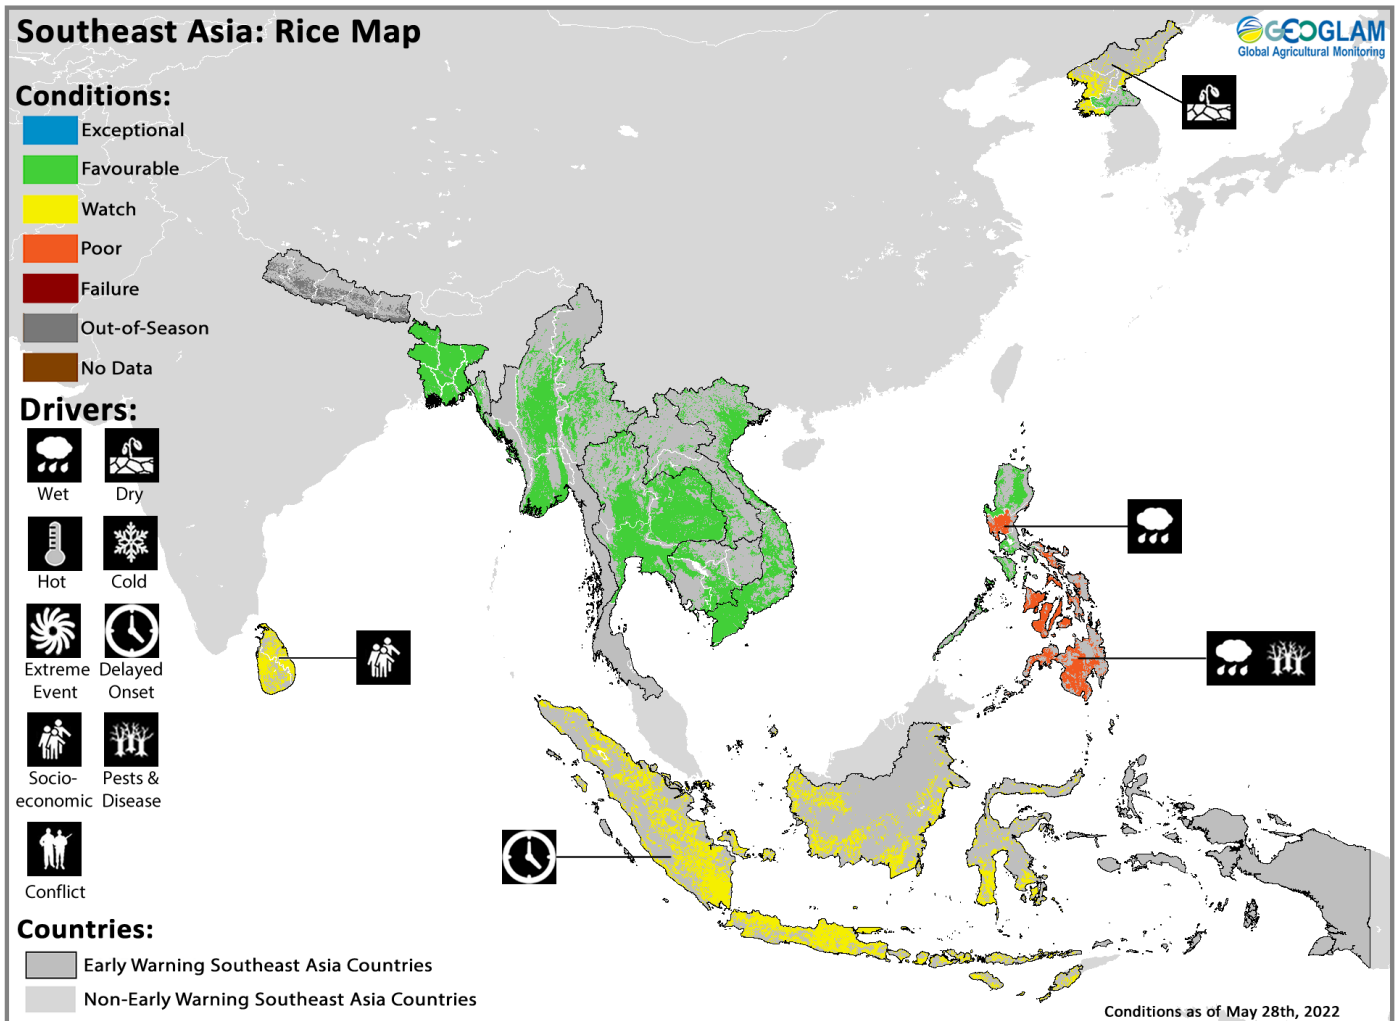 Southeast Asia: Rice Map
GEOGLAM
Global Agricultural Monitoring
Conditions:
Exceptional
Favourable
Watch
Poor
Failure
Out-of-Season
No Data
Drivers:
Wet
Dry
Hot
Cold
Extreme
Event
Delayed
Onset
Socio-
economic
Pests &
Disease
Conflict
Countries:
Early Warning Southeast Asia Countries
Non-Early Warning Southeast Asia Countries
Conditions as of May 28th, 2022